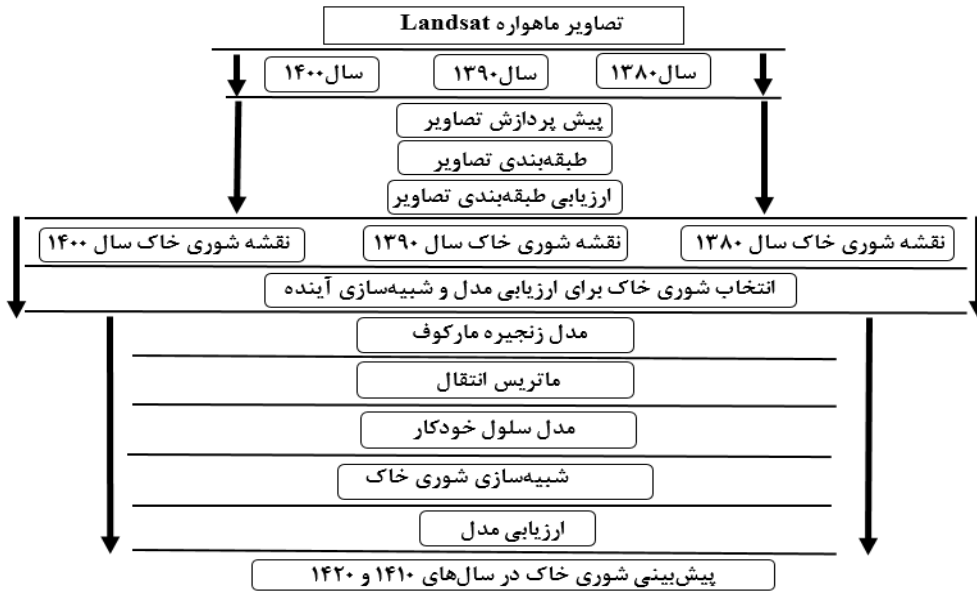 تصاویر ماهواره Landsat
سال۱۳۸۰ سال۱۳۹۰ سال۱۴۰۰
پیش پردازش تصاویر
طبقه‌بندی تصاویر
ارزیابی طبقه‌بندی تصاویر
نقشه شوری خاک سال ۱۳۸۰ نقشه شوری خاک سال ۱۳۹۰ نقشه شوری خاک سال ۱۴۰۰
انتخاب شوری خاک برای ارزیابی مدل و شبیه‌سازی آینده
مدل زنجیره مارکوف
ماتریس انتقال
مدل سلول خودکار
شبیه‌سازی شوری خاک
ارزیابی مدل
پیش‌بینی شوری خاک در سال‌های ۱۴۱۰ و ۱۴۲۰